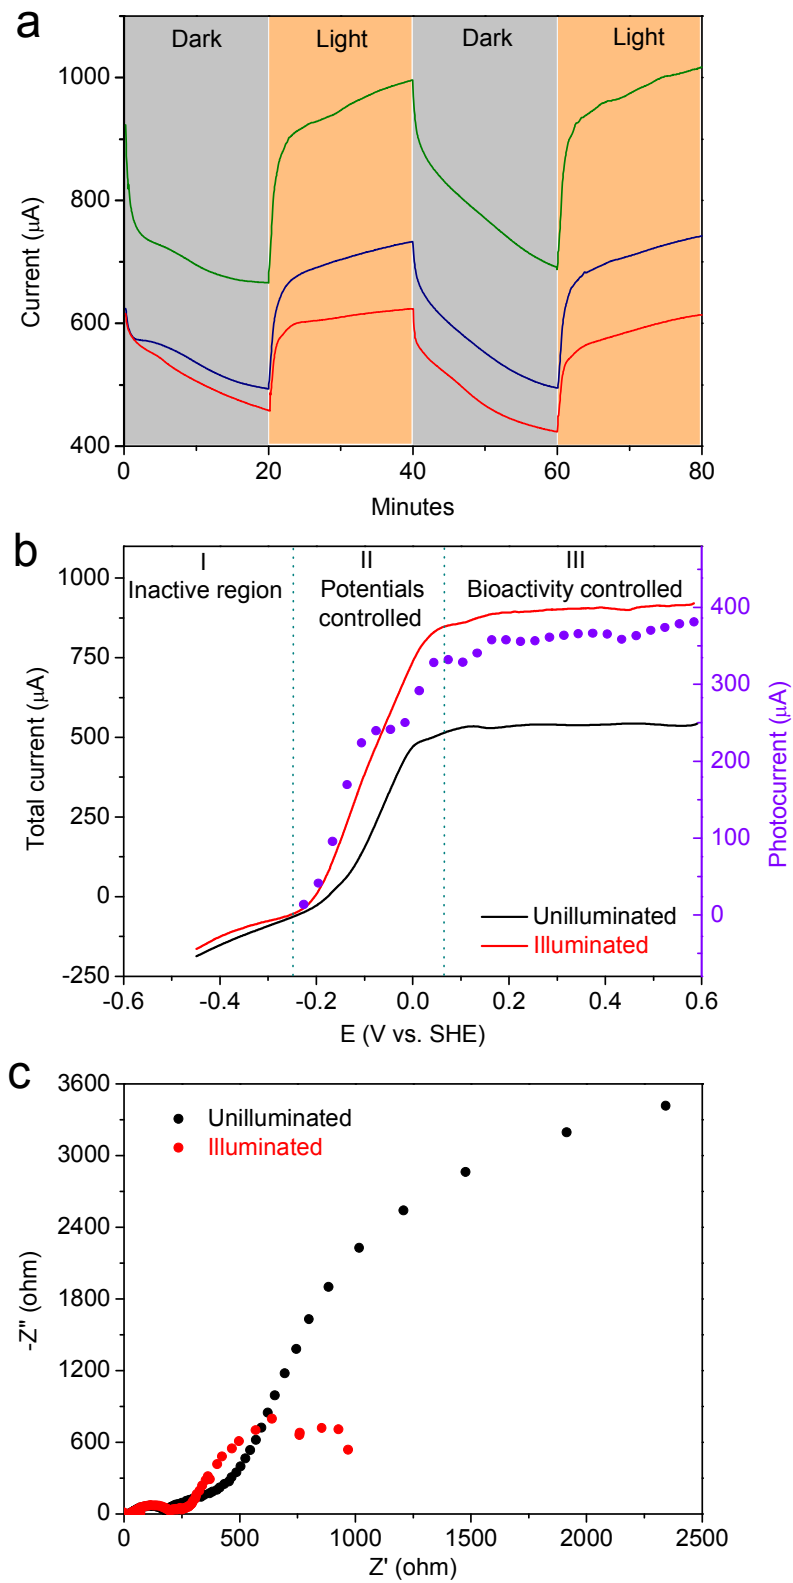 a
Dark Light Dark Light
1000
800
600
400
Current (μA)
0 20 40 60 80
Minutes
b
I II III
Inactive region Potentials controlled Bioactivity controlled
1000
750
500
250
0
-250
Total current (μA)
400
300
200
100
0
Photocurrent (μA)
Unilluminated
Illuminated
-0.6 -0.4 -0.2 0.0 0.2 0.4 0.6
E (V vs. SHE)
c
3600
3000
2400
1800
1200
600
0
-Z" (ohm)
Unilluminated
Illuminated
0 500 1000 1500 2000 2500
Z' (ohm)